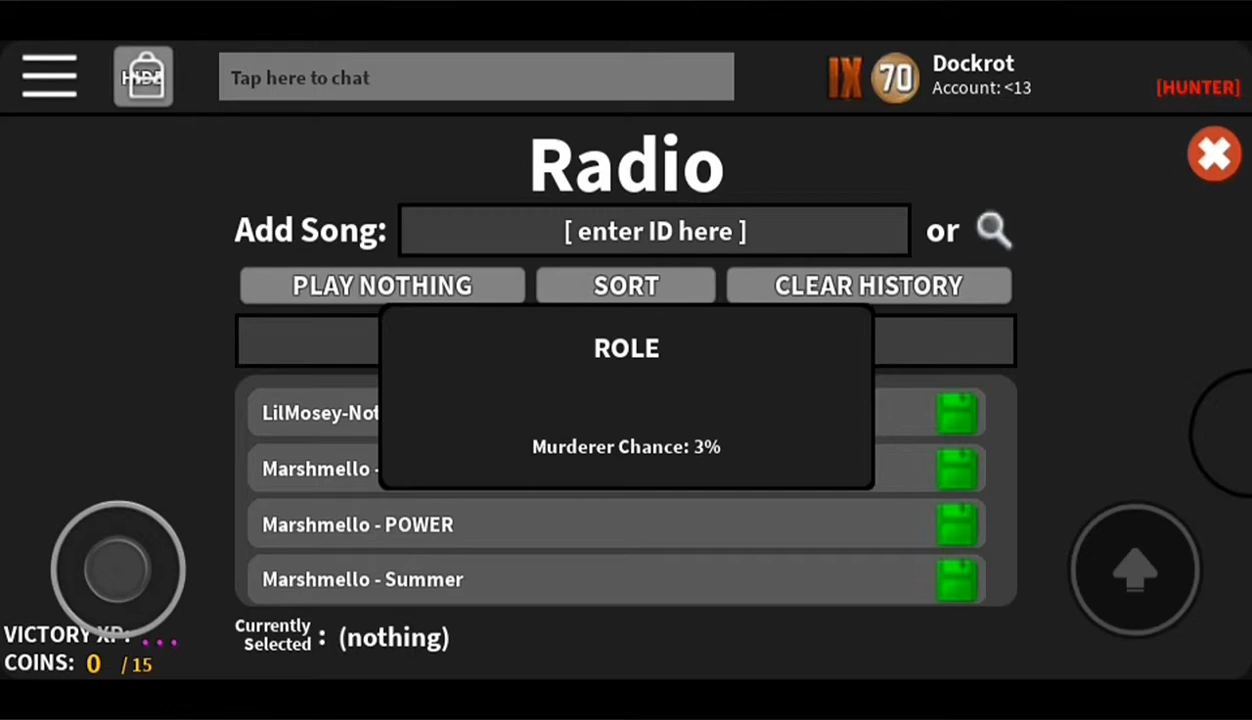 HIDE
Tap here to chat
IX 70
Dockrot
Account: <13
[HUNTER]
Radio
Add Song: [ enter ID here ] or
PLAY NOTHING SORT CLEAR HISTORY
ROLE
Murderer Chance: 3%
LilMosey-Not
Marshmello -
Marshmello - POWER
Marshmello - Summer
Currently Selected : (nothing)
VICTORY XP: ...
COINS: 0 /15